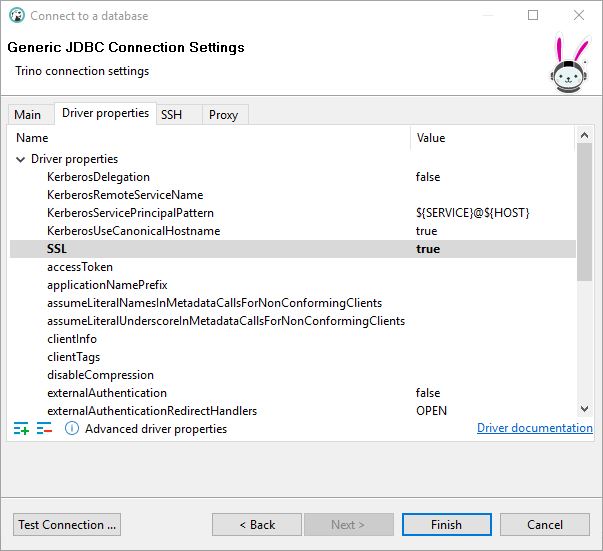 Connect to a database
Generic JDBC Connection Settings
Trino connection settings
Main Driver properties SSH Proxy
Name Value
Driver properties
KerberosDelegation false
KerberosRemoteServiceName
KerberosServicePrincipalPattern ${SERVICE}@${HOST}
KerberosUseCanonicalHostname true
SSL true
accessToken
applicationNamePrefix
assumeLiteralNamesInMetadataCallsForNonConformingClients
assumeLiteralUnderscoreInMetadataCallsForNonConformingClients
clientInfo
clientTags
disableCompression
externalAuthentication false
externalAuthenticationRedirectHandlers OPEN
Advanced driver properties Driver documentation
Test Connection ... < Back Next > Finish Cancel